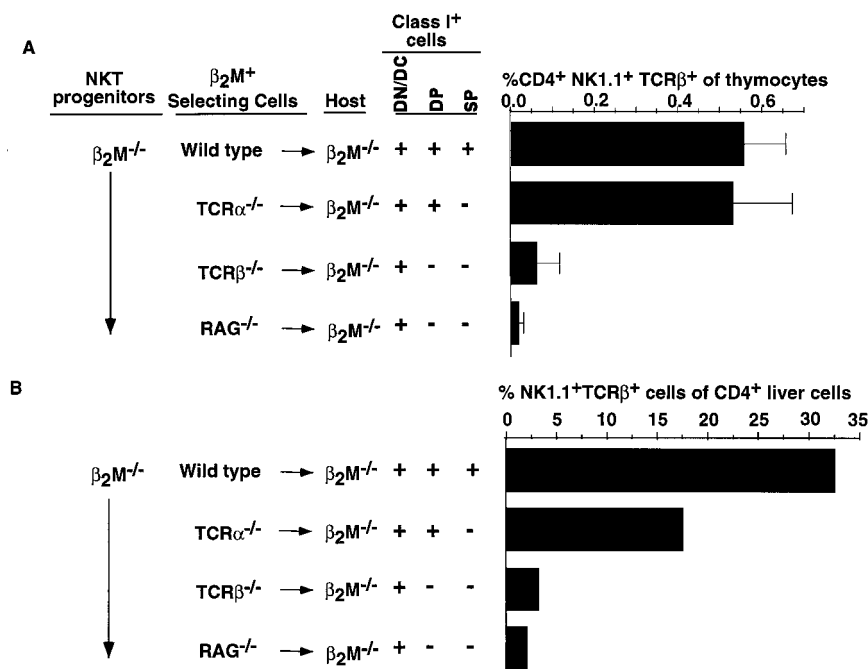 A
Class I+
cells
NKT
progenitors
β2M+
Selecting Cells
Host
DN/DC
DP
SP
%CD4+ NK1.1+ TCRβ+ of thymocytes
0.0 0.2 0.4 0.6
β2M-/- Wild type β2M-/- + + +
TCRα-/- β2M-/- + + -
TCRβ-/- β2M-/- + - -
RAG-/- β2M-/- + - -
B
% NK1.1+TCRβ+ cells of CD4+ liver cells
0 5 10 15 20 25 30 35
β2M-/- Wild type β2M-/- + + +
TCRα-/- β2M-/- + + -
TCRβ-/- β2M-/- + - -
RAG-/- β2M-/- + - -